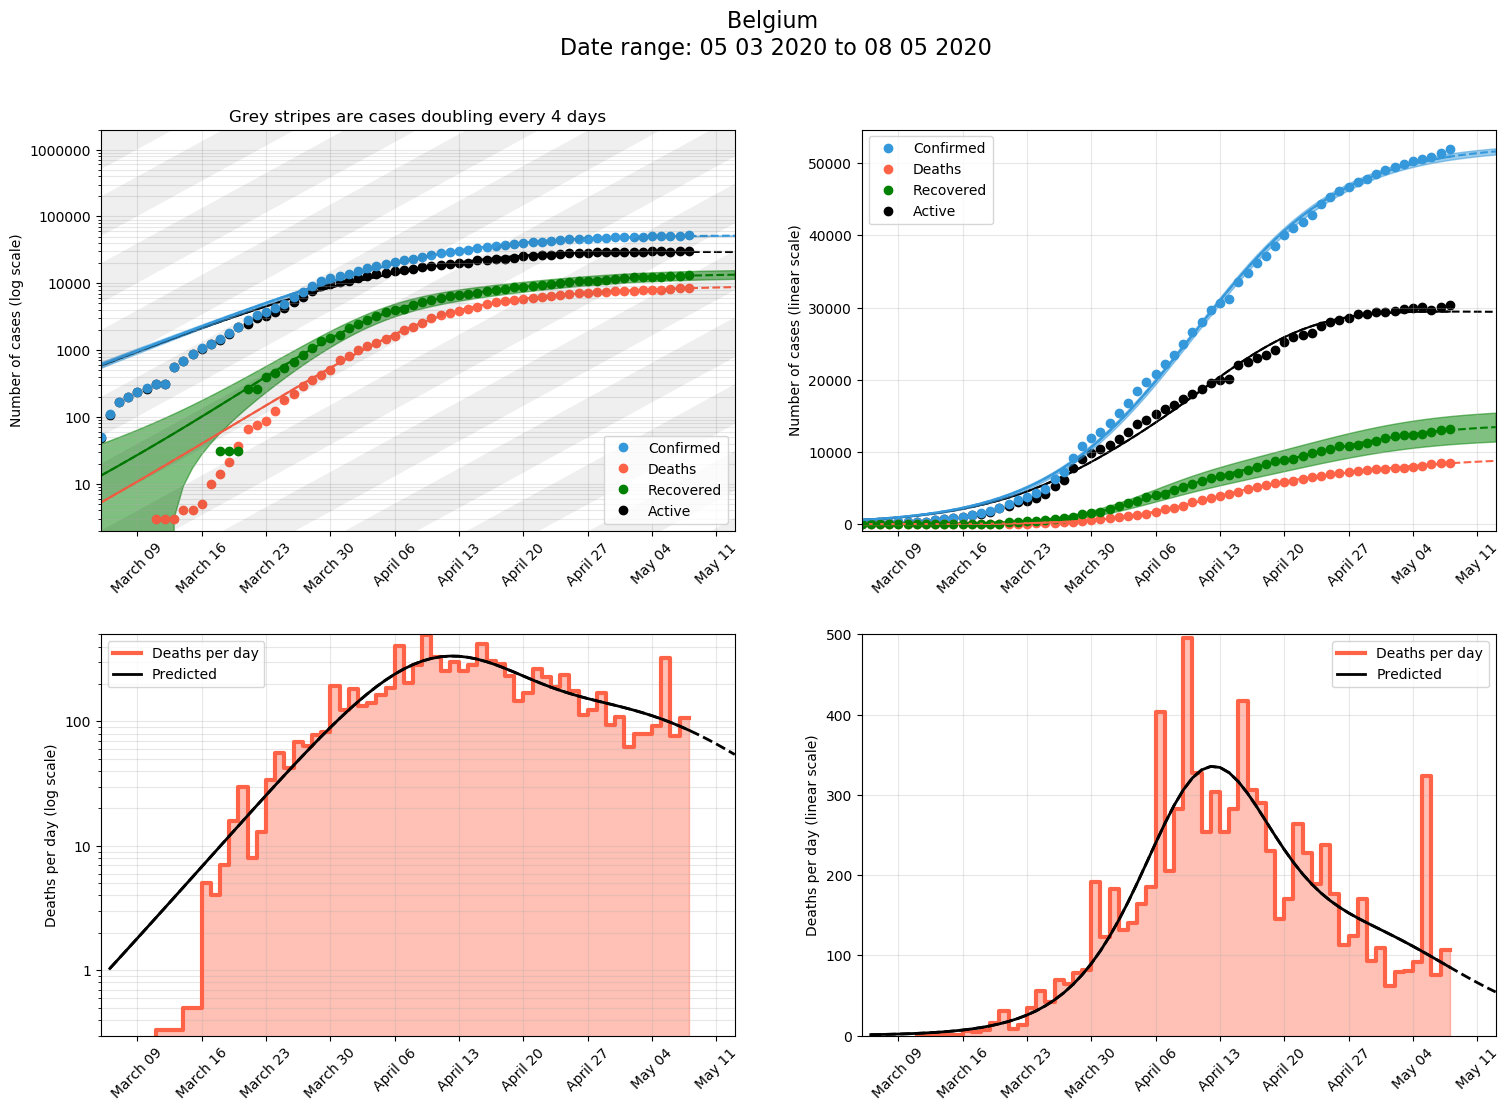 Belgium
Date range: 05 03 2020 to 08 05 2020
Grey stripes are cases doubling every 4 days
Number of cases (log scale)
1000000
100000
10000
1000
100
10
Confirmed
Deaths
Recovered
Active
March 09
March 16
March 23
March 30
April 06
April 13
April 20
April 27
May 04
May 11
Number of cases (linear scale)
50000
40000
30000
20000
10000
0
Confirmed
Deaths
Recovered
Active
March 09
March 16
March 23
March 30
April 06
April 13
April 20
April 27
May 04
May 11
Deaths per day (log scale)
100
10
1
Deaths per day
Predicted
March 09
March 16
March 23
March 30
April 06
April 13
April 20
April 27
May 04
May 11
Deaths per day (linear scale)
500
400
300
200
100
0
Deaths per day
Predicted
March 09
March 16
March 23
March 30
April 06
April 13
April 20
April 27
May 04
May 11